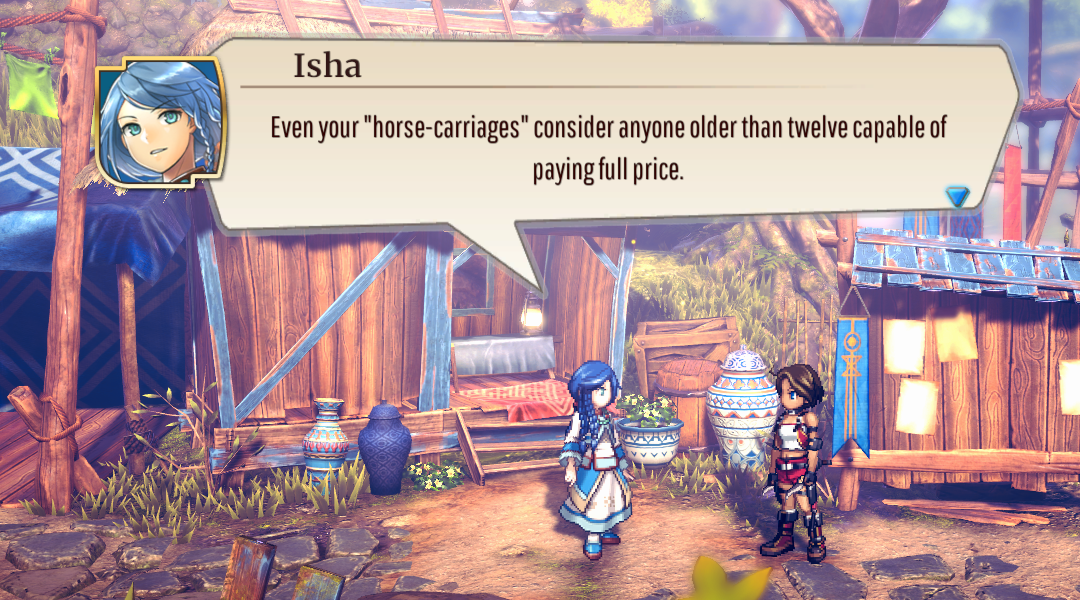 Isha
Even your "horse-carriages" consider anyone older than twelve capable of
paying full price.